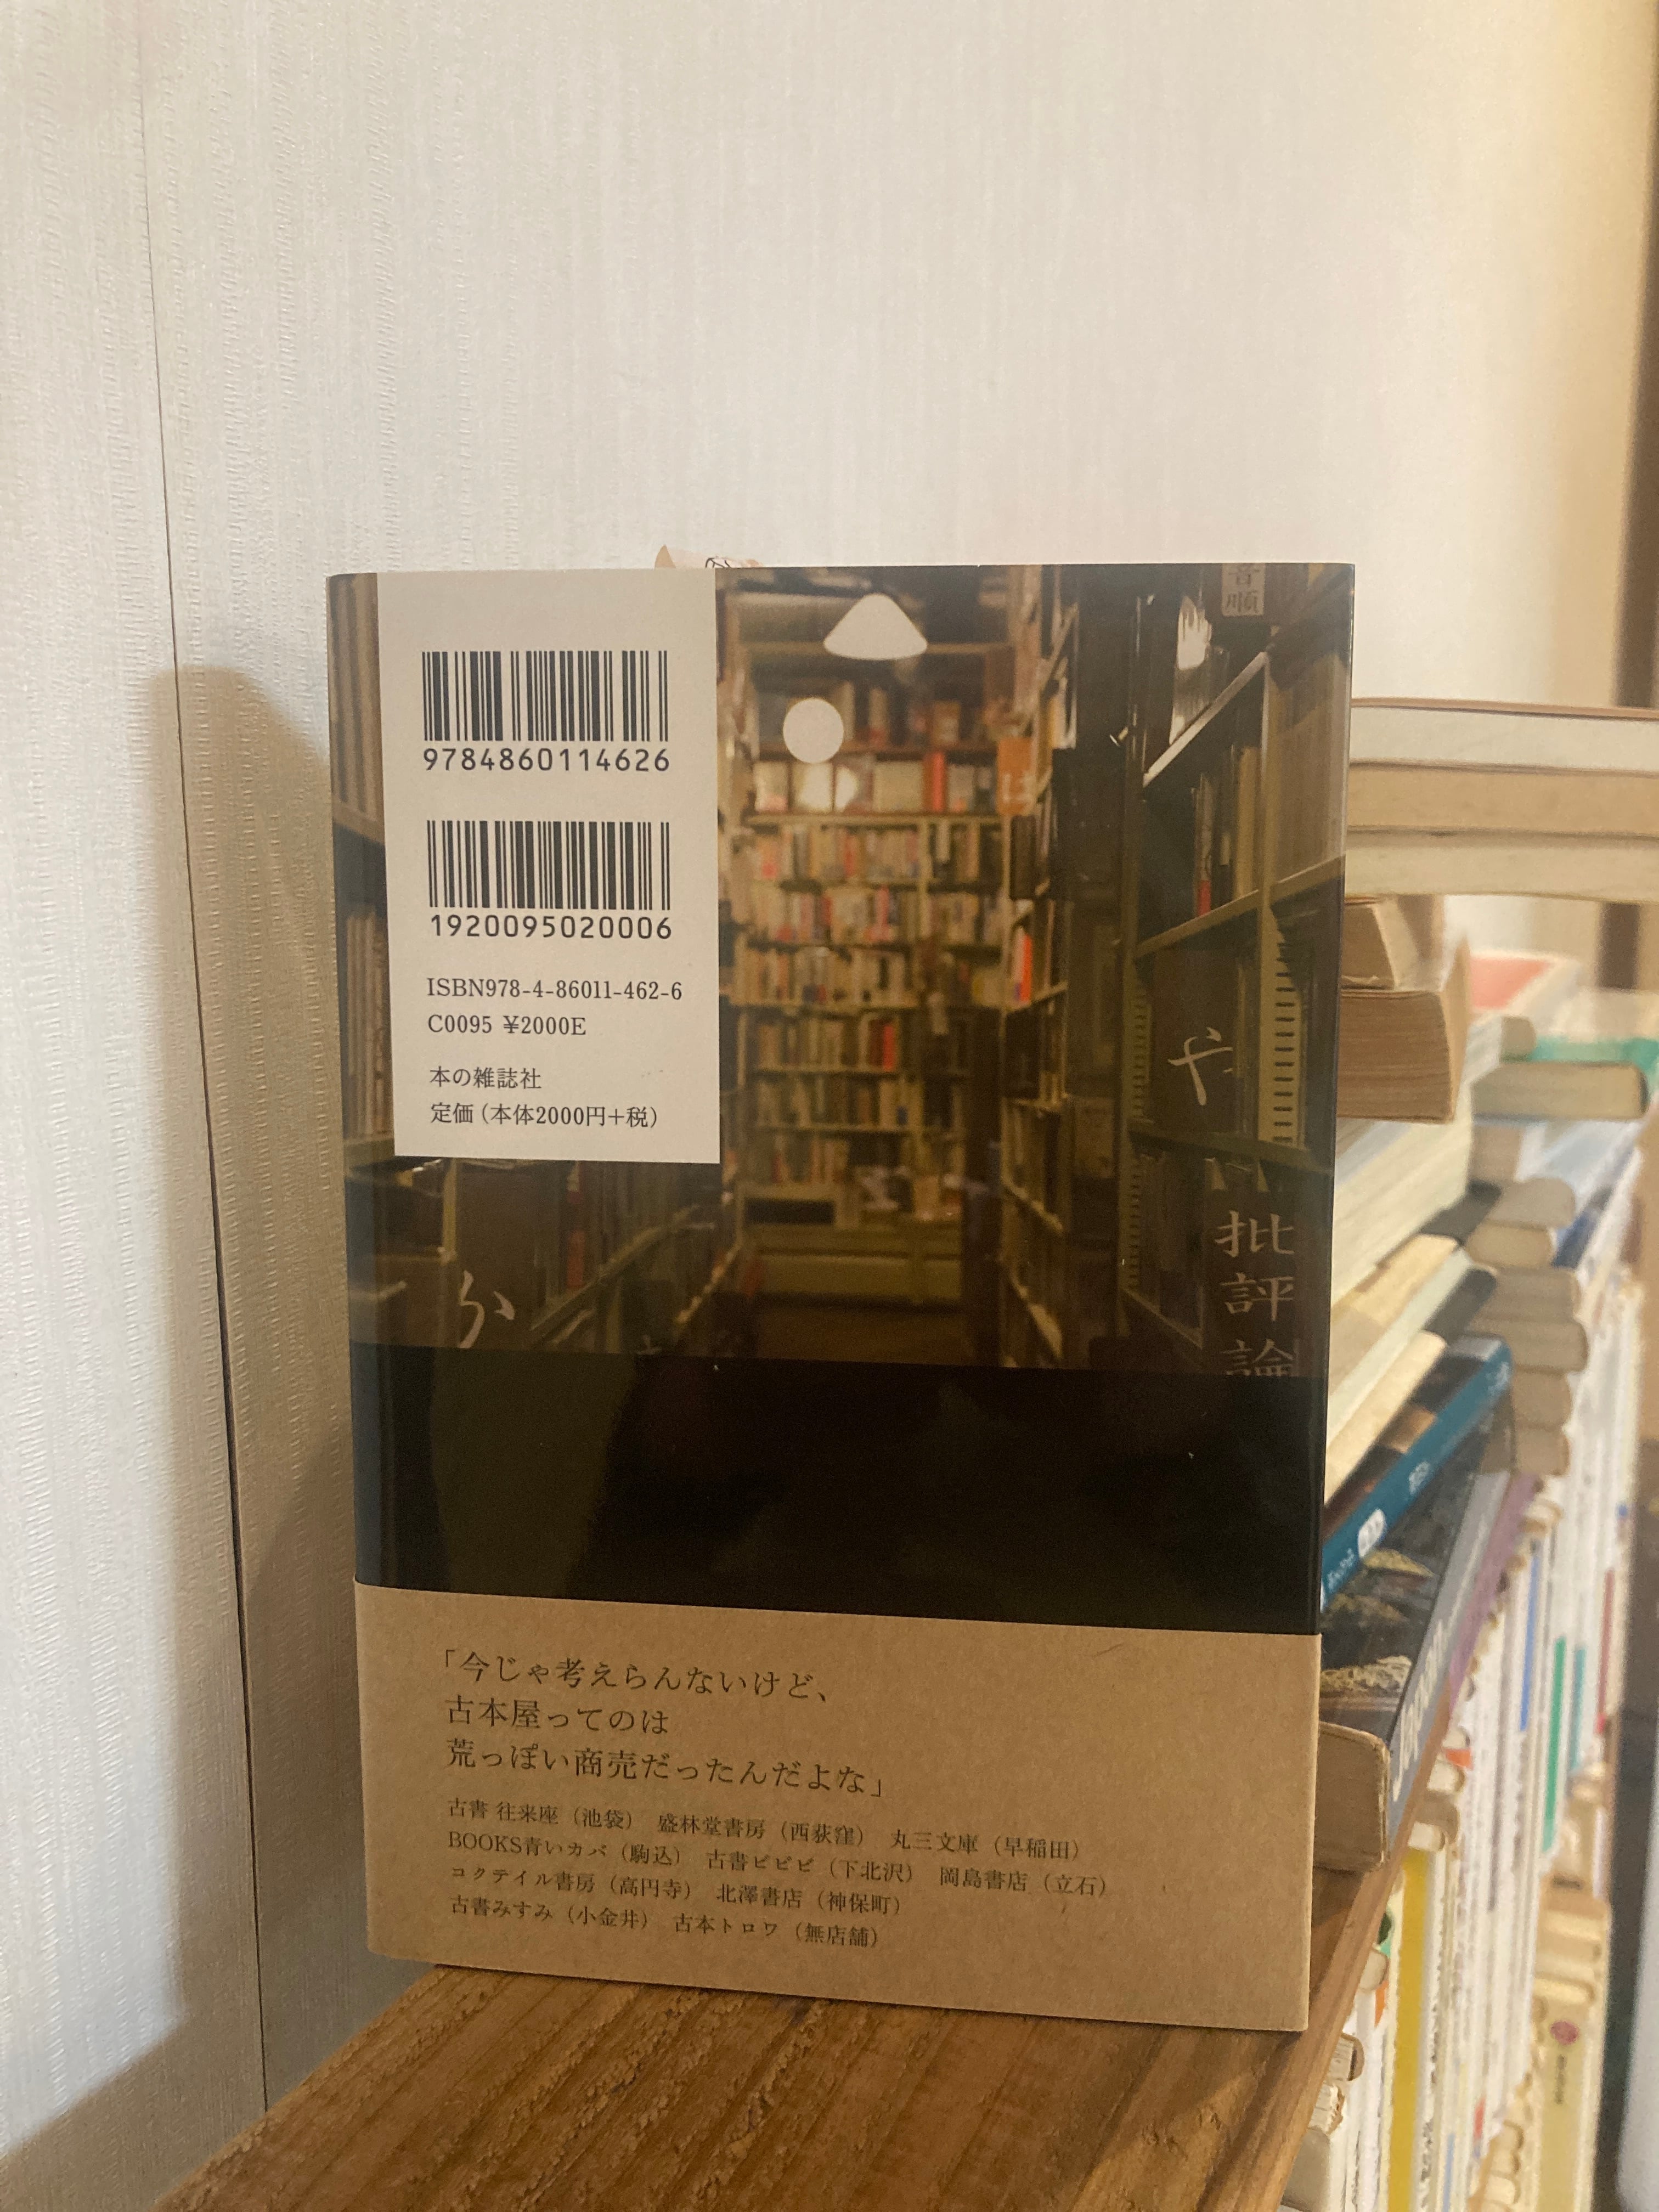 9784860114626
1920095020006
ISBN978-4-86011-462-6
C0095 ¥2000E
本の雑誌社
定価(本体2000円+税)
音順
は
や
批評論
か
「今じゃ考えらんないけど、
古本屋ってのは
荒っぽい商売だったんだよな」
古書 往来座（池袋） 盛林堂書房（西荻窪） 丸三文庫（早稲田）
BOOKS青いカバ（駒込） 古書ビビビ（下北沢） 岡島書店（立石）
コクテイル書房（高円寺） 北澤書店（神保町）
古書みすみ（小金井） 古本トロワ（無店舗）